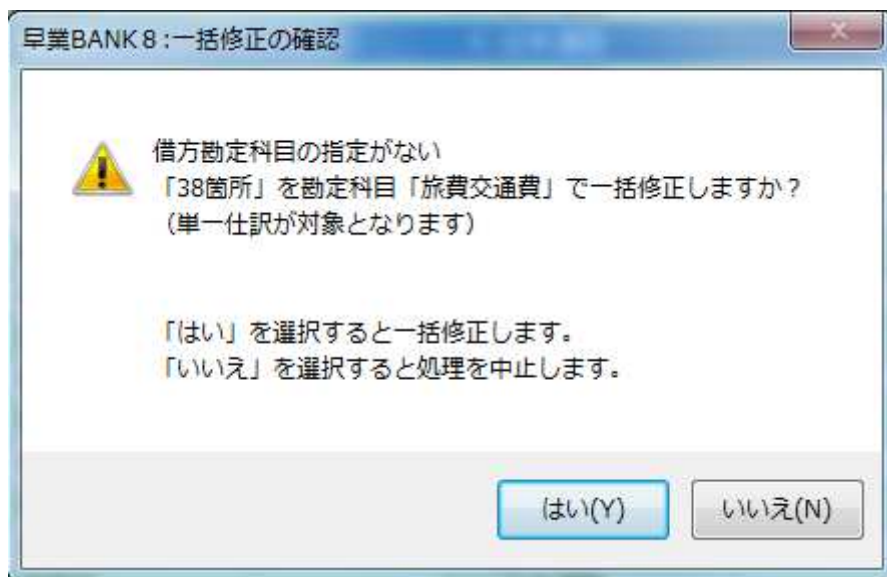 早業BANK８:一括修正の確認
借方勘定科目の指定がない
「38箇所」を勘定科目「旅費交通費」で一括修正しますか？
（単一仕訳が対象となります）
「はい」を選択すると一括修正します。
「いいえ」を選択すると処理を中止します。
はい(Y)
いいえ(N)